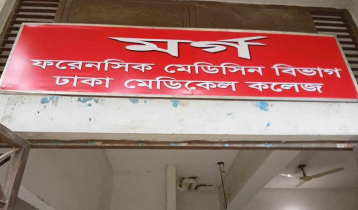 মর্গ
ফরেনসিক মেডিসিন বিভাগ
ঢাকা মেডিকেল কলেজ